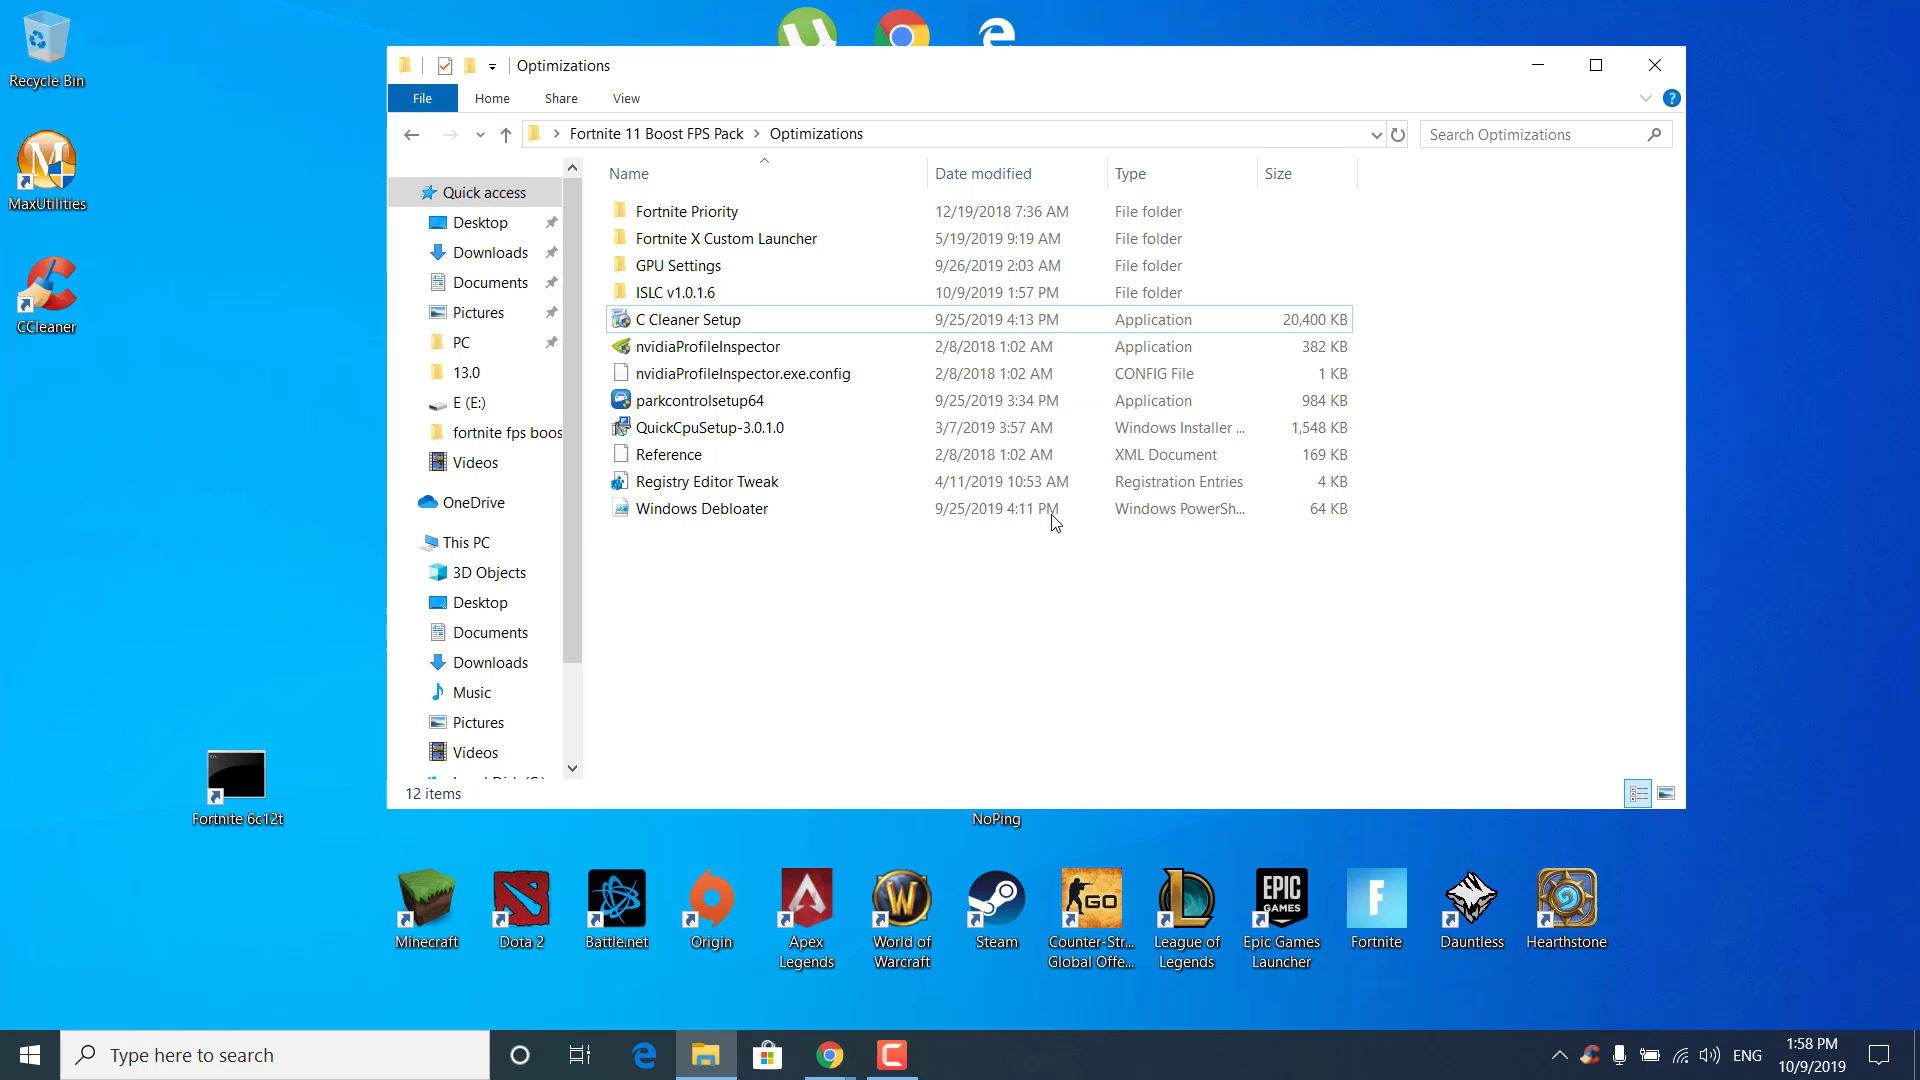 Recycle Bin
MaxUtilities
CCleaner
Fortnite 6c12t
Optimizations
File
Home
Share
View
Fortnite 11 Boost FPS Pack
Optimizations
Search Optimizations
Quick access
Desktop
Downloads
Documents
Pictures
PC
13.0
E (E:)
fortnite fps boos
Videos
OneDrive
This PC
3D Objects
Desktop
Documents
Downloads
Music
Pictures
Videos
Name Date modified Type Size
Fortnite Priority 12/19/2018 7:36 AM File folder
Fortnite X Custom Launcher 5/19/2019 9:19 AM File folder
GPU Settings 9/26/2019 2:03 AM File folder
ISLC v1.0.1.6 10/9/2019 1:57 PM File folder
C Cleaner Setup 9/25/2019 4:13 PM Application 20,400 KB
nvidiaProfileInspector 2/8/2018 1:02 AM Application 382 KB
nvidiaProfileInspector.exe.config 2/8/2018 1:02 AM CONFIG File 1 KB
parkcontrolsetup64 9/25/2019 3:34 PM Application 984 KB
QuickCpuSetup-3.0.1.0 3/7/2019 3:57 AM Windows Installer ... 1,548 KB
Reference 2/8/2018 1:02 AM XML Document 169 KB
Registry Editor Tweak 4/11/2019 10:53 AM Registration Entries 4 KB
Windows Debloater 9/25/2019 4:11 PM Windows PowerSh... 64 KB
12 items
NoPing
GO
EPIC
GAMES
Minecraft
Dota 2
Battle.net
Origin
Apex
Legends
World of
Warcraft
Steam
Counter-Str...
Global Offe...
League of
Legends
Epic Games
Launcher
Fortnite
Dauntless
Hearthstone
Type here to search
ENG
1:58 PM
10/9/2019